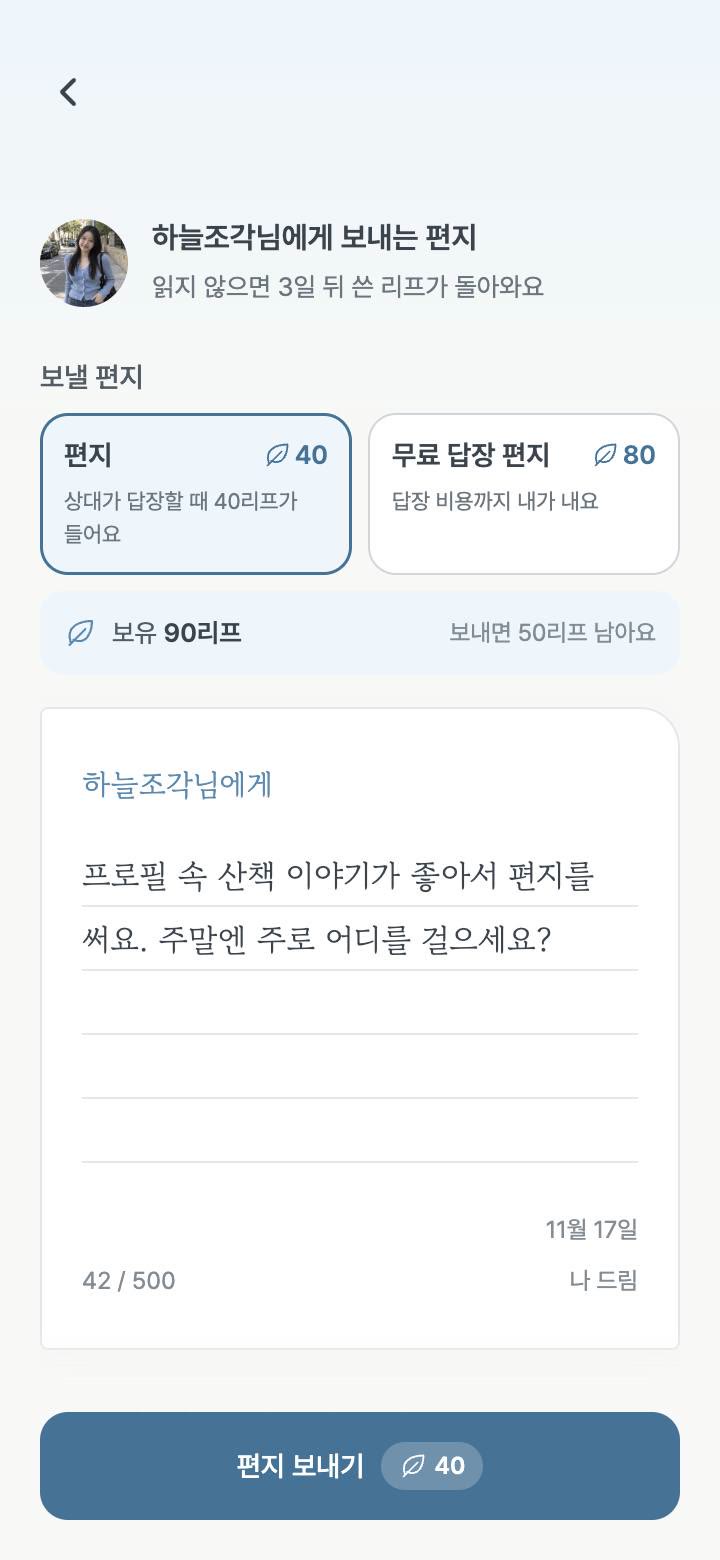 하늘조각님에게 보내는 편지
읽지 않으면 3일 뒤 쓴 리프가 돌아와요
보낼 편지
편지 40
상대가 답장할 때 40리프가
들어요
무료 답장 편지 80
답장 비용까지 내가 내요
보유 90리프
보내면 50리프 남아요
하늘조각님에게
프로필 속 산책 이야기가 좋아서 편지를
써요. 주말엔 주로 어디를 걸으세요?
11월 17일
42 / 500
나 드림
편지 보내기 40